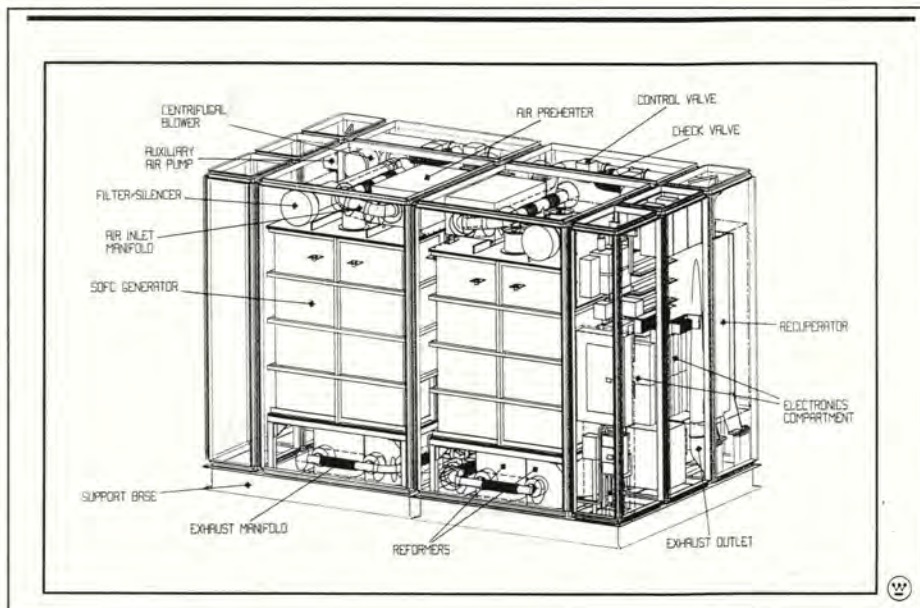 CENTRIFUGAL
BLOWER
AUXILIARY
AIR PUMP
FILTER/SILENCER
AIR INLET
MANIFOLD
SOFC GENERATOR
SUPPORT BASE
EXHAUST MANIFOLD
AIR PREHEATER
CONTROL VALVE
CHECK VALVE
RECUPERATOR
ELECTRONICS
COMPARTMENT
REFORMERS
EXHAUST OUTLET
W